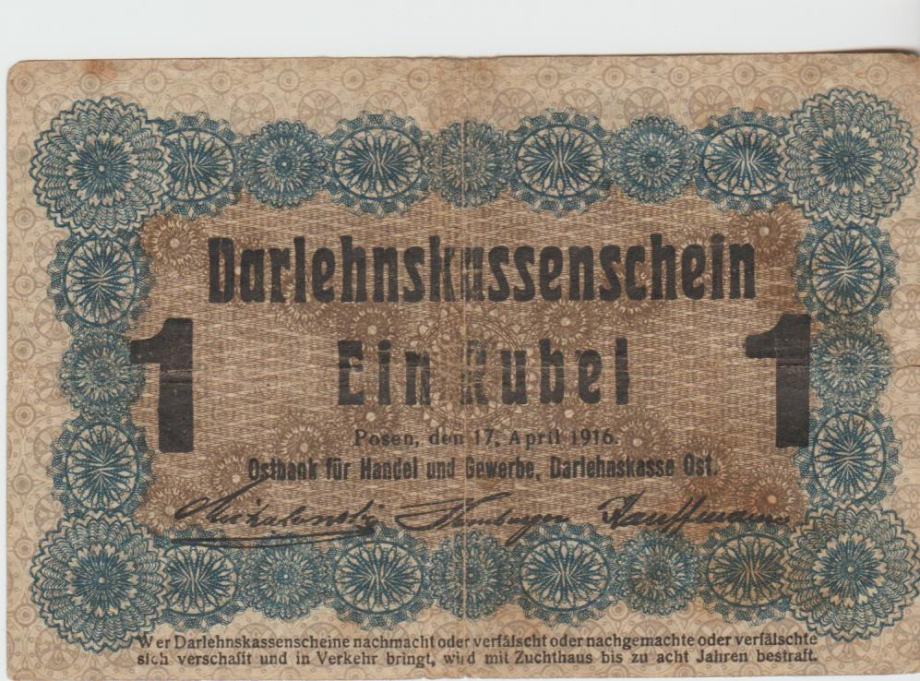 Darlehnskassenschein
1 Ein Rubel 1
Posen, den 17. April 1916.
Ostbank für Handel und Gewerbe, Darlehnskasse Ost.
Hamburger Kauffmann
Wer Darlehnskassenscheine nachmacht oder verfälscht oder nachgemachte oder verfälschte
sich verschafft und in Verkehr bringt, wird mit Zuchthaus bis zu acht Jahren bestraft.